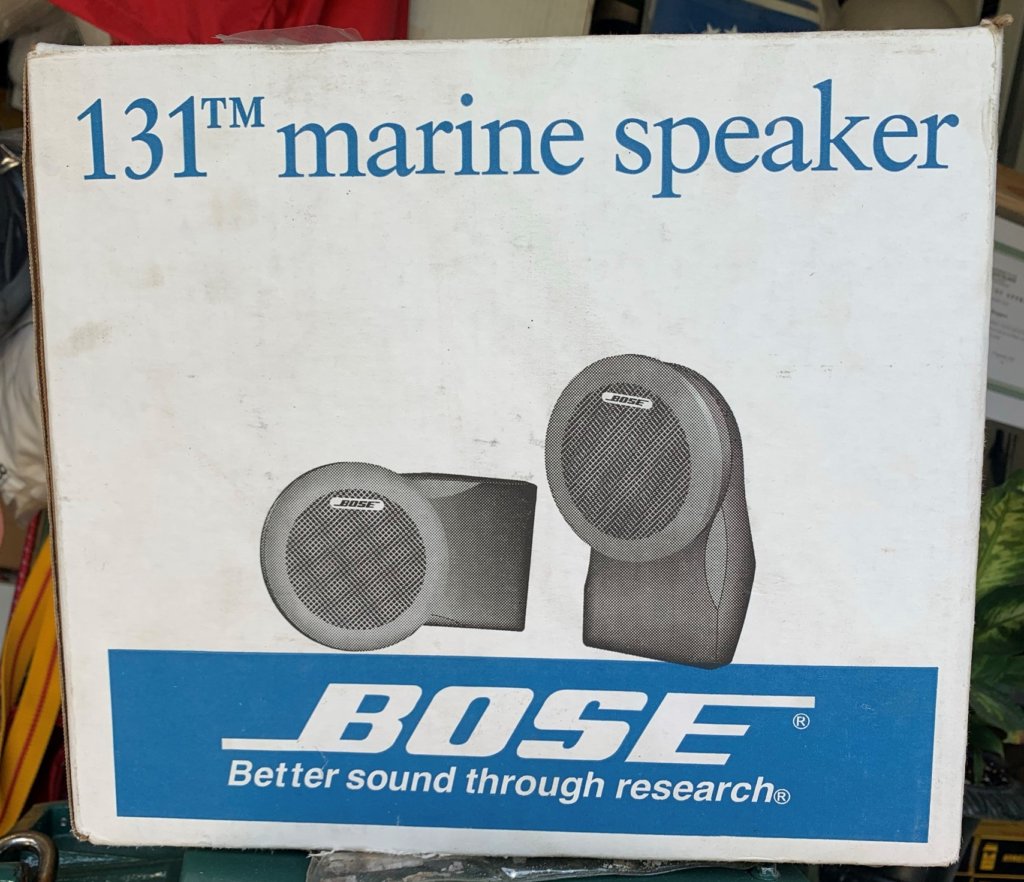 131™ marine speaker
BOSE
BOSE
BOSE®
Better sound through research®